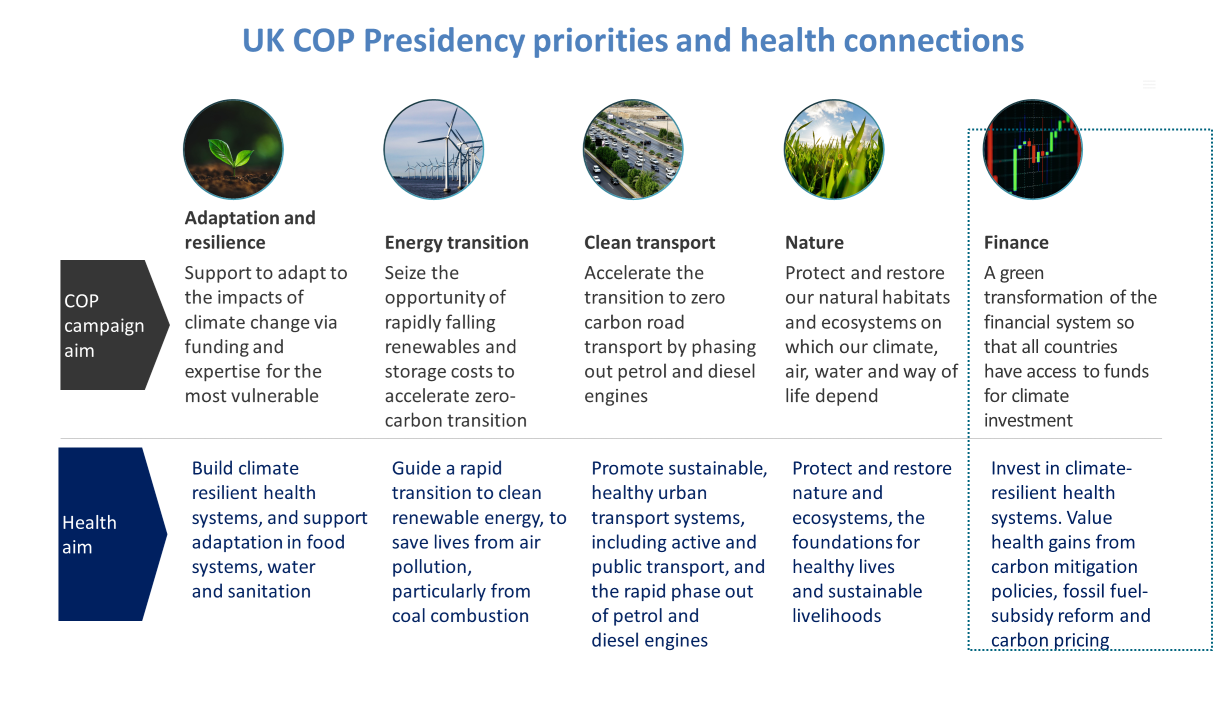 UK COP Presidency priorities and health connections
Adaptation and
resilience
Energy transition
Clean transport
Nature
Finance
COP
campaign
aim
Support to adapt to
the impacts of
climate change via
funding and
expertise for the
most vulnerable
Seize the
opportunity of
rapidly falling
renewables and
storage costs to
accelerate zero-
carbon transition
Accelerate the
transition to zero
carbon road
transport by phasing
out petrol and diesel
engines
Protect and restore
our natural habitats
and ecosystems on
which our climate,
air, water and way of
life depend
A green
transformation of the
financial system so
that all countries
have access to funds
for climate
investment
Health
aim
Build climate
resilient health
systems, and support
adaptation in food
systems, water
and sanitation
Guide a rapid
transition to clean
renewable energy, to
save lives from air
pollution,
particularly from
coal combustion
Promote sustainable,
healthy urban
transport systems,
including active and
public transport, and
the rapid phase out
of petrol and
diesel engines
Protect and restore
nature and
ecosystems, the
foundations for
healthy lives
and sustainable
livelihoods
Invest in climate-
resilient health
systems. Value
health gains from
carbon mitigation
policies, fossil fuel-
subsidy reform and
carbon pricing